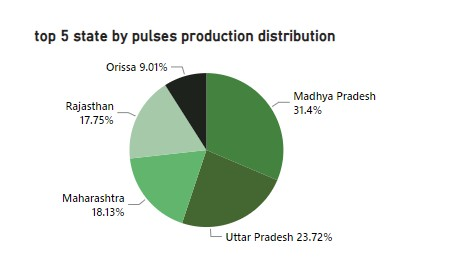 top 5 state by pulses production distribution
Orissa 9.01%
Madhya Pradesh
31.4%
Rajasthan
17.75%
Maharashtra
18.13%
Uttar Pradesh 23.72%